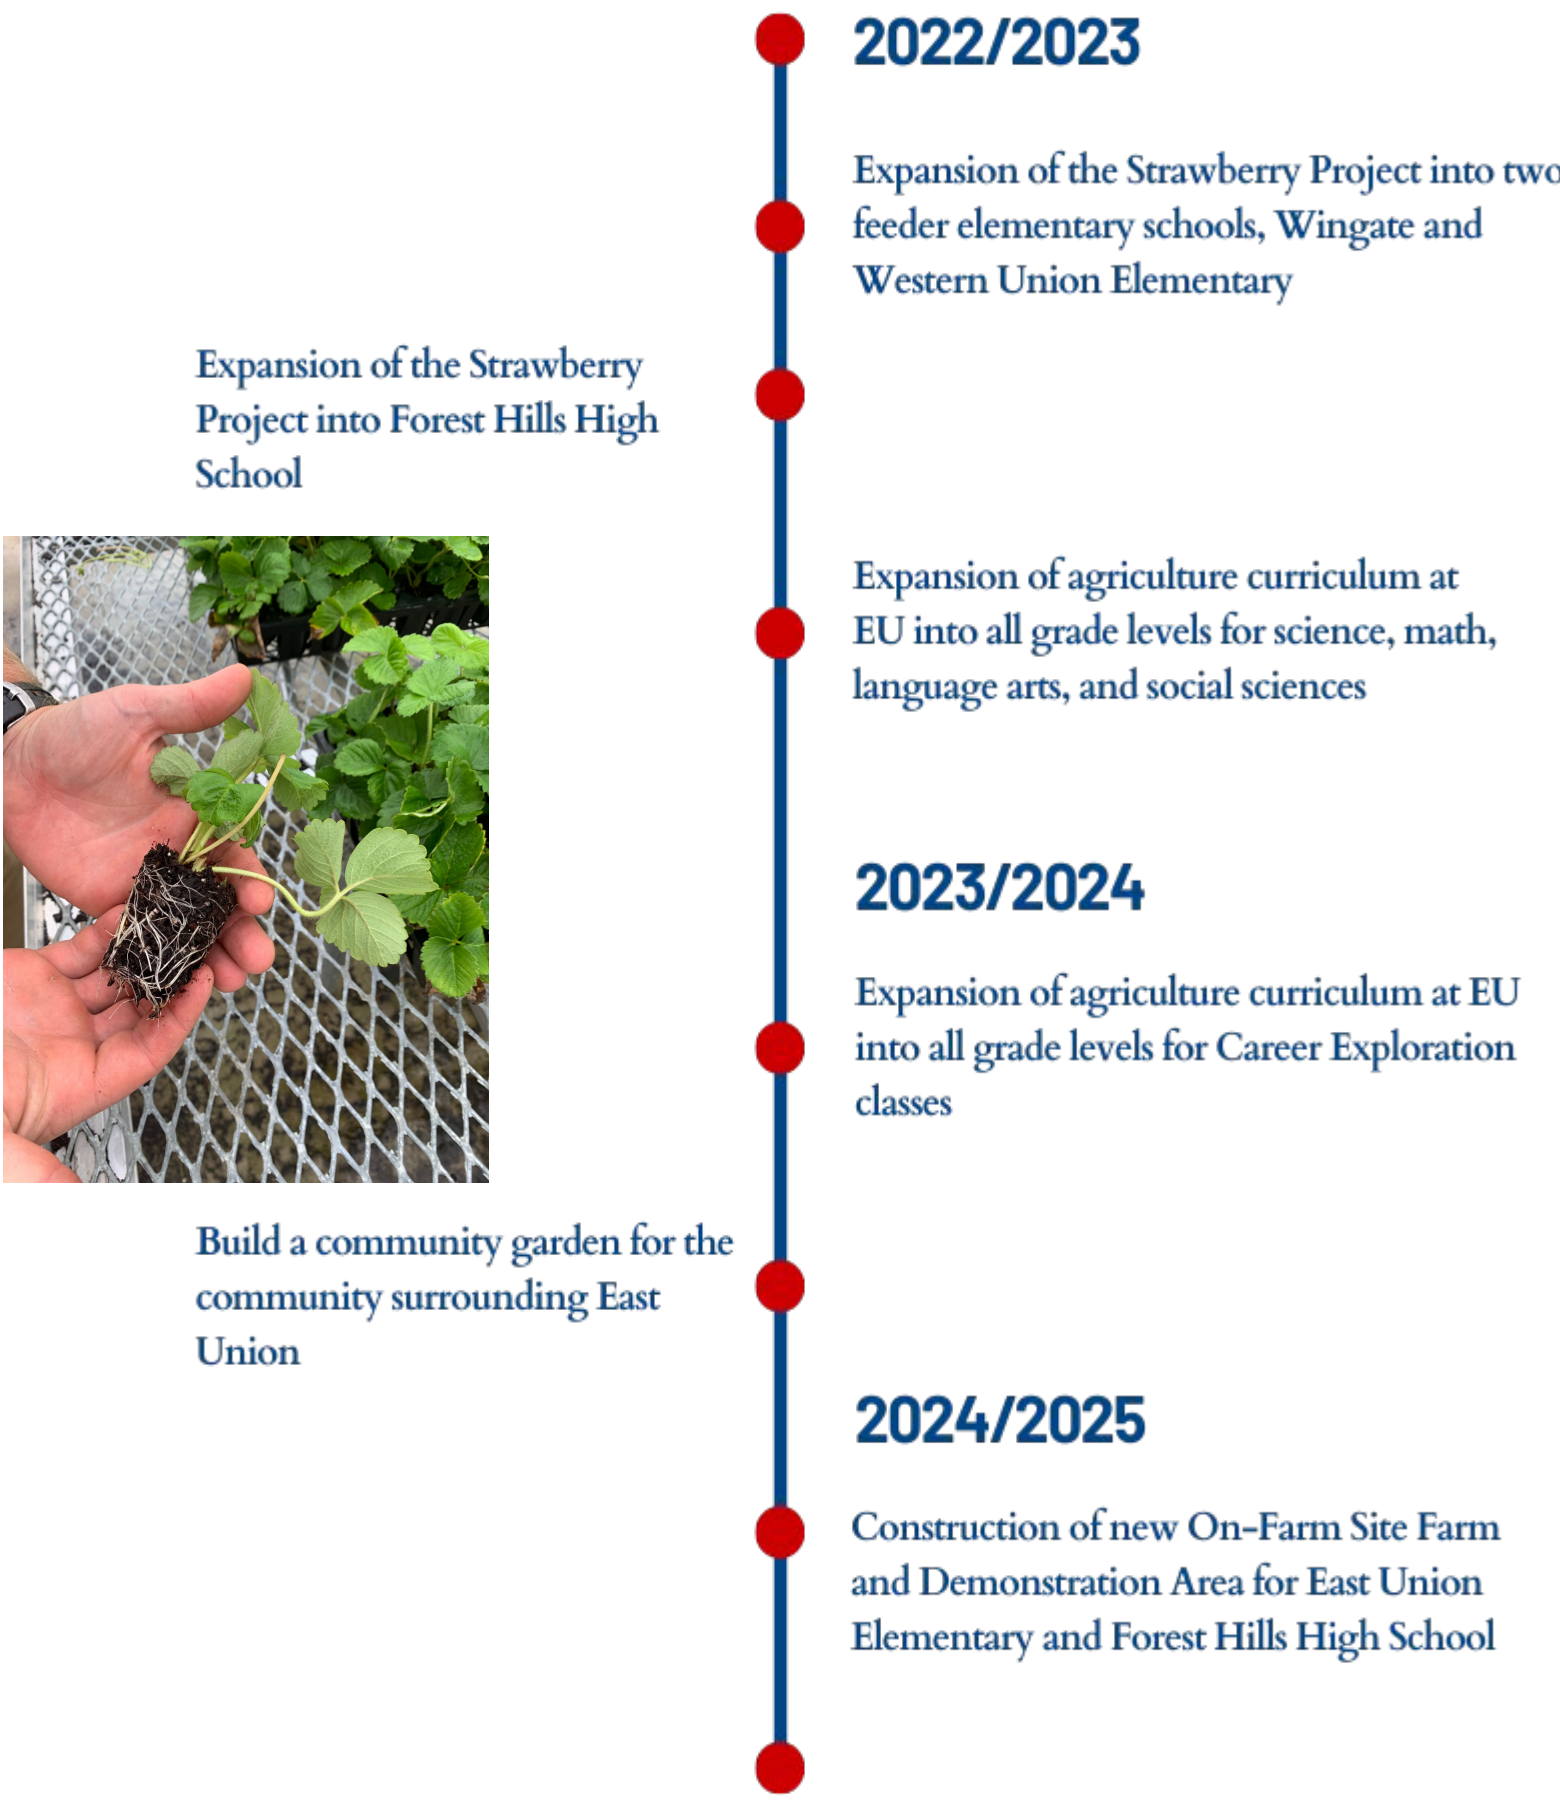 2022/2023
Expansion of the Strawberry Project into two
feeder elementary schools, Wingate and
Western Union Elementary
Expansion of the Strawberry
Project into Forest Hills High
School
Expansion of agriculture curriculum at
EU into all grade levels for science, math,
language arts, and social sciences
2023/2024
Expansion of agriculture curriculum at EU
into all grade levels for Career Exploration
classes
Build a community garden for the
community surrounding East
Union
2024/2025
Construction of new On-Farm Site Farm
and Demonstration Area for East Union
Elementary and Forest Hills High School